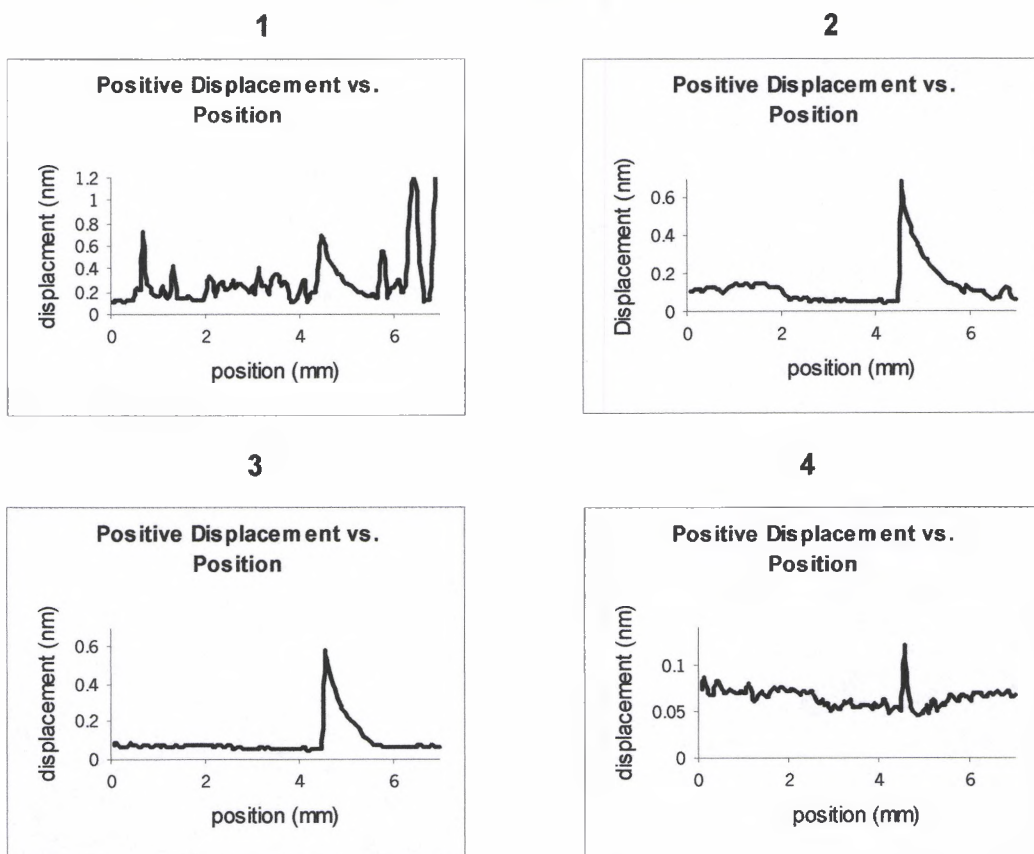 1
Positive Displacement vs.
Position
displacment (nm)
1.2
1
0.8
0.6
0.4
0.2
0
0
2
4
6
position (mm)
2
Positive Displacement vs.
Position
Displacement (nm)
0.6
0.4
0.2
0
0
2
4
6
position (mm)
3
Positive Displacement vs.
Position
displacement (nm)
0.6
0.4
0.2
0
0
2
4
6
position (mm)
4
Positive Displacement vs.
Position
displacement (nm)
0.1
0.05
0
0
2
4
6
position (mm)